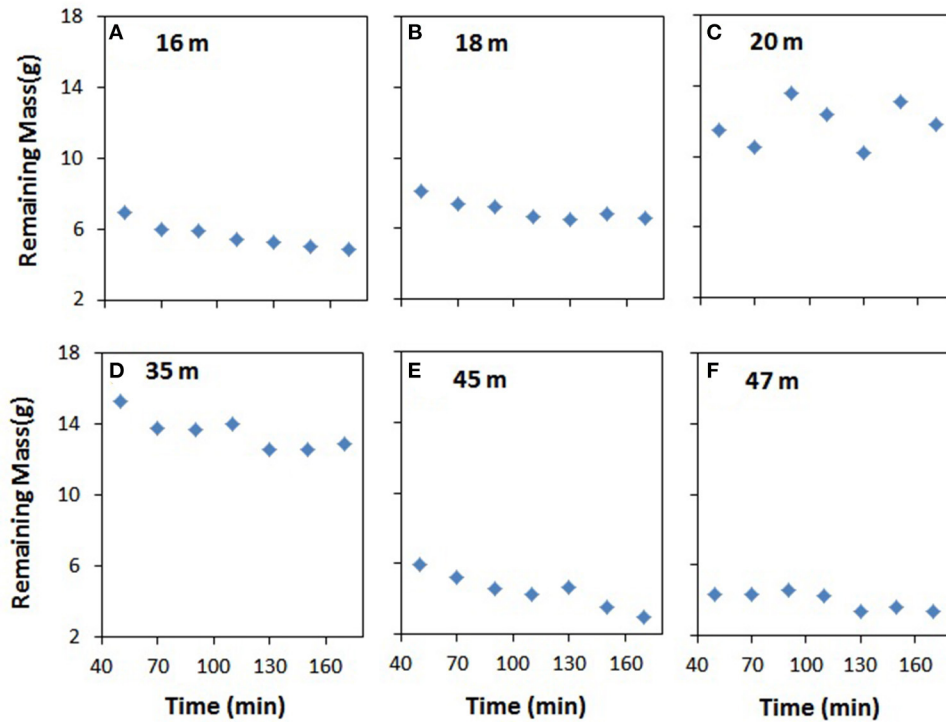 18
14
10
6
2
Remaining Mass(g)
A
16 m
B
18 m
C
20 m
18
14
10
6
2
Remaining Mass(g)
D
35 m
E
45 m
F
47 m
40 70 100 130 160
40 70 100 130 160
40 70 100 130 160
Time (min)
Time (min)
Time (min)